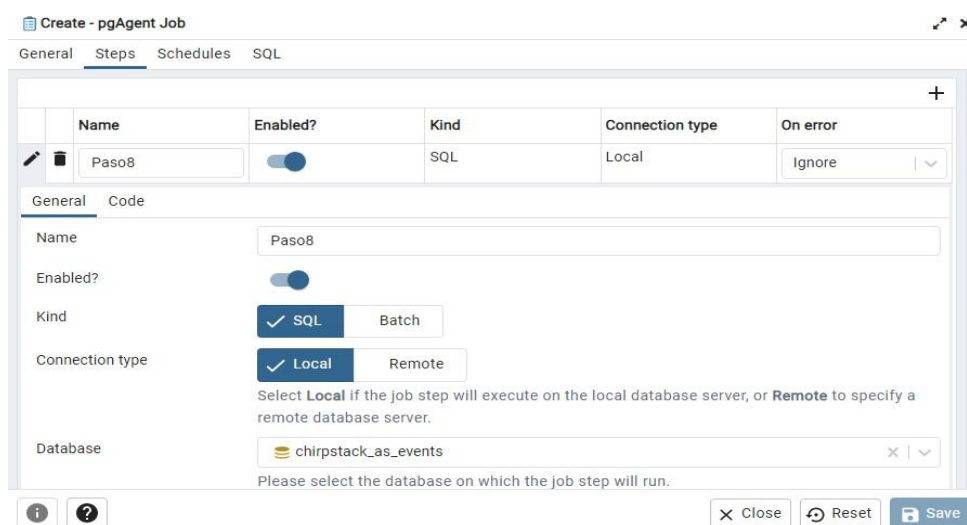 Create - pgAgent Job
General Steps Schedules SQL
Name Enabled? Kind Connection type On error
Paso8 SQL Local Ignore
General Code
Name Paso8
Enabled?
Kind SQL Batch
Connection type Local Remote
Select Local if the job step will execute on the local database server, or Remote to specify a
remote database server.
Database chirpstack_as_events
Please select the database on which the job step will run.
Close Reset Save